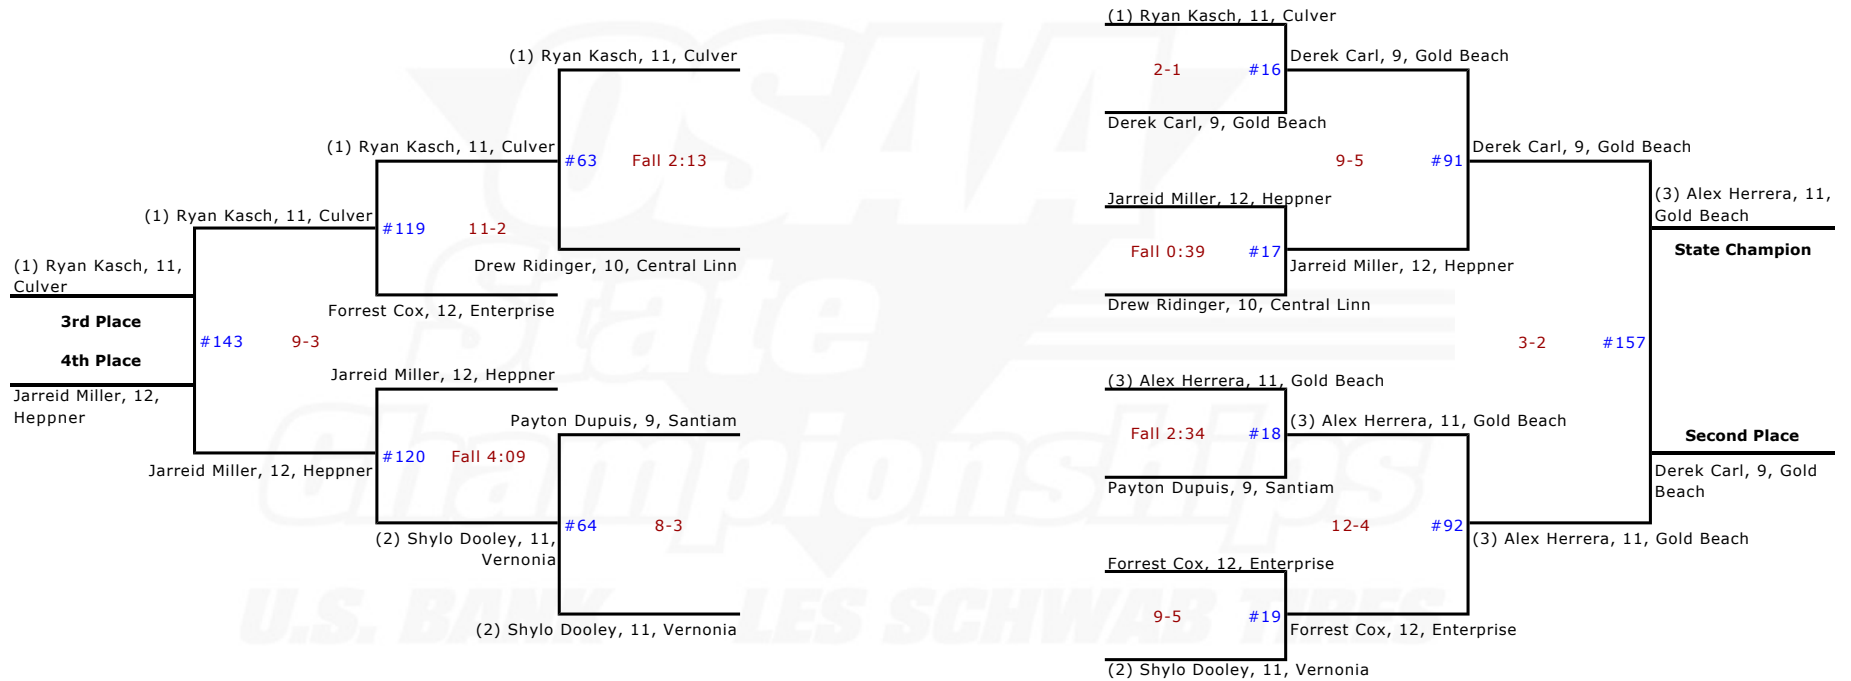 (1) Ryan Kasch, 11, Culver
(1) Ryan Kasch, 11, Culver
(1) Ryan Kasch, 11, Culver
(1) Ryan Kasch, 11,
Culver
3rd Place
4th Place
Jarreid Miller, 12,
Heppner
#143 9-3
#119 11-2
#63 Fall 2:13
Drew Ridinger, 10, Central Linn
Forrest Cox, 12, Enterprise
Jarreid Miller, 12, Heppner
Payton Dupuis, 9, Santiam
Jarreid Miller, 12, Heppner
#120 Fall 4:09
#64 8-3
(2) Shylo Dooley, 11,
Vernonia
(2) Shylo Dooley, 11, Vernonia
(1) Ryan Kasch, 11, Culver
2-1 #16
Derek Carl, 9, Gold Beach
Derek Carl, 9, Gold Beach
9-5 #91
Derek Carl, 9, Gold Beach
Jarreid Miller, 12, Heppner
Fall 0:39 #17
Jarreid Miller, 12, Heppner
Drew Ridinger, 10, Central Linn
(3) Alex Herrera, 11,
Gold Beach
State Champion
3-2 #157
(3) Alex Herrera, 11, Gold Beach
Fall 2:34 #18
(3) Alex Herrera, 11, Gold Beach
Payton Dupuis, 9, Santiam
12-4 #92
(3) Alex Herrera, 11, Gold Beach
Second Place
Derek Carl, 9, Gold
Beach
Forrest Cox, 12, Enterprise
9-5 #19
Forrest Cox, 12, Enterprise
(2) Shylo Dooley, 11, Vernonia
OSAA
State
Championships
U.S. BANK LES SCHWAB TIRES